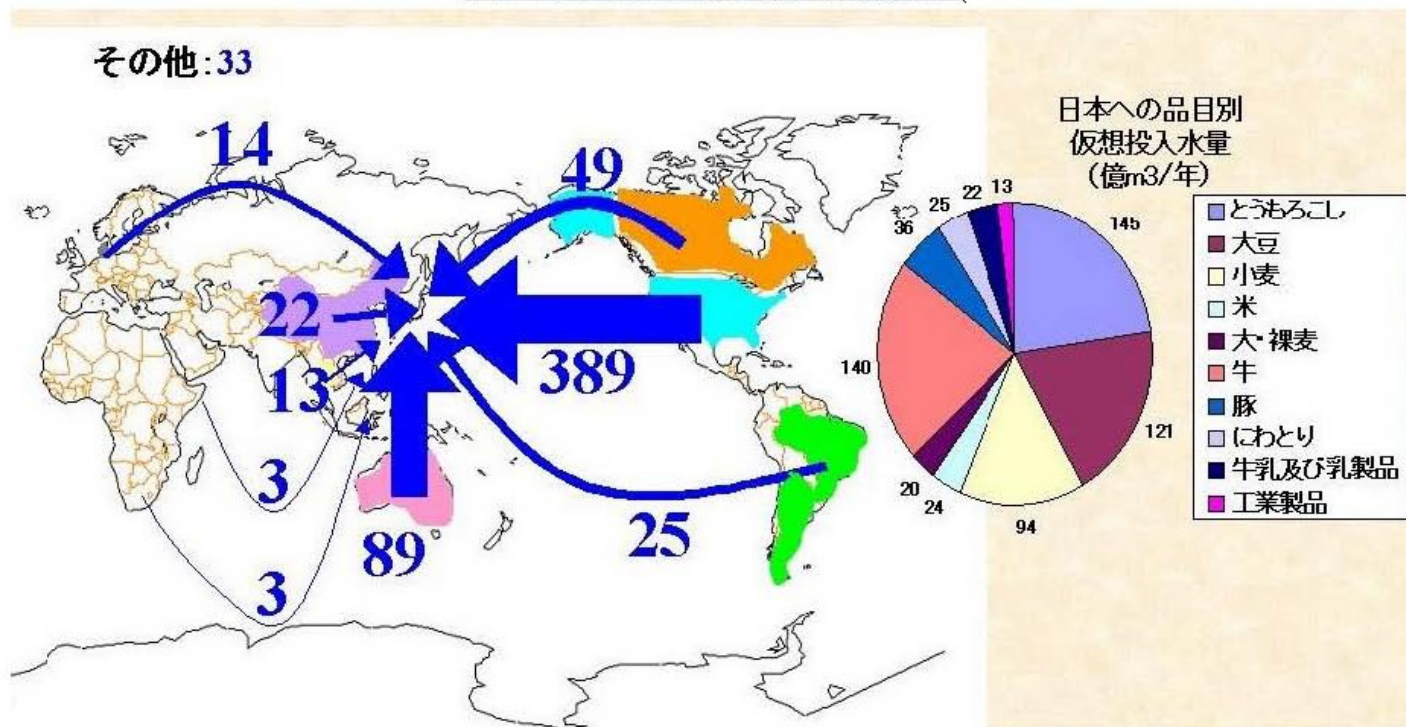 その他:33
14
49
22
13
389
3
89
25
3
日本への品目別
仮想投入水量
(億m3/年)
13
22
25
36
145
140
121
20
24
94
とうもろこし
大豆
小麦
米
大・裸麦
牛
豚
にわとり
牛乳及び乳製品
工業製品